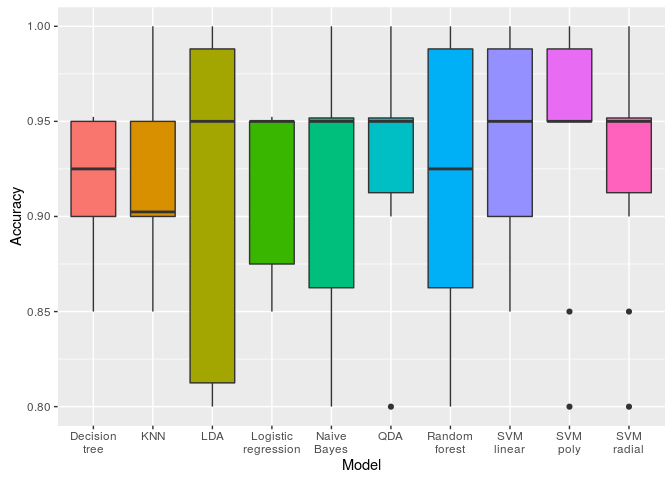 1.00
0.95
0.90
0.85
0.80
Accuracy
Decision
tree
KNN
LDA
Logistic
regression
Naive
Bayes
QDA
Random
forest
SVM
linear
SVM
poly
SVM
radial
Model